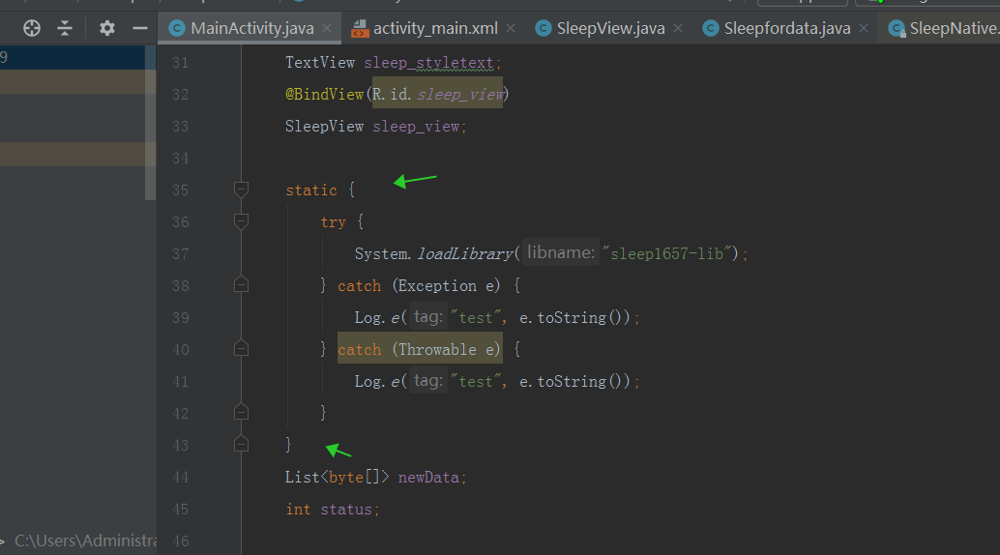 MainActivity.java activity_main.xml SleepView.java Sleepfordata.java SleepNative.
9
31 TextView sleep_styletext;
32 @BindView(R.id.sleep_view)
33 SleepView sleep_view;
34
35 static {
36 try {
37 System.loadLibrary( libname: "sleep1657-lib");
38 } catch (Exception e) {
39 Log.e( tag: "test", e.toString());
40 } catch (Throwable e) {
41 Log.e( tag: "test", e.toString());
42 }
43 }
44 List<byte[]> newData;
45 int status;
46
> C:\Users\Administra